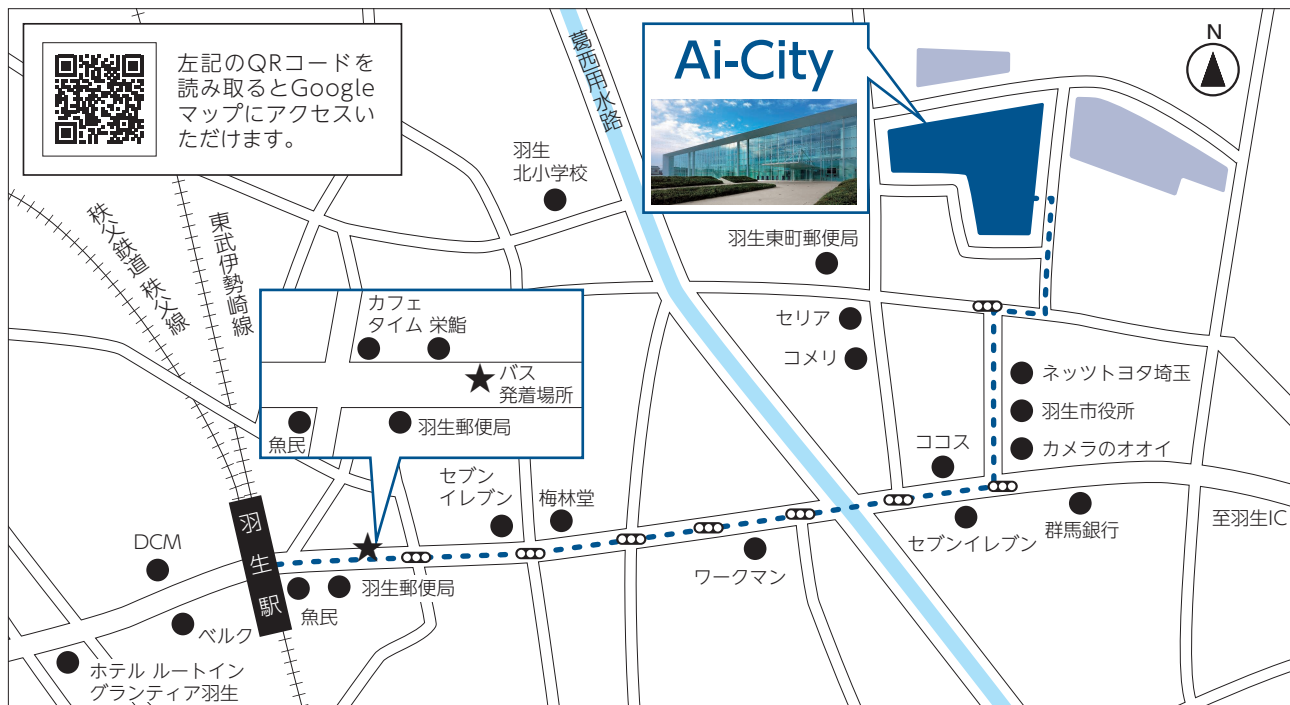 左記のQRコードを
読み取るとGoogle
マップにアクセスい
ただけます。
葛西用水路
Ai-City
N
羽生
北小学校
秩父鉄道 秩父線
東武伊勢崎線
羽生東町郵便局
カフェ
タイム 栄鮨
バス
発着場所
魚民
羽生郵便局
セリア
コメリ
ネッツトヨタ埼玉
羽生市役所
カメラのオオイ
ココス
セブン
イレブン
梅林堂
羽生駅
DCM
羽生郵便局
魚民
ベルク
ホテル ルートイン
グランティア羽生
ワークマン
セブンイレブン
群馬銀行
至羽生IC